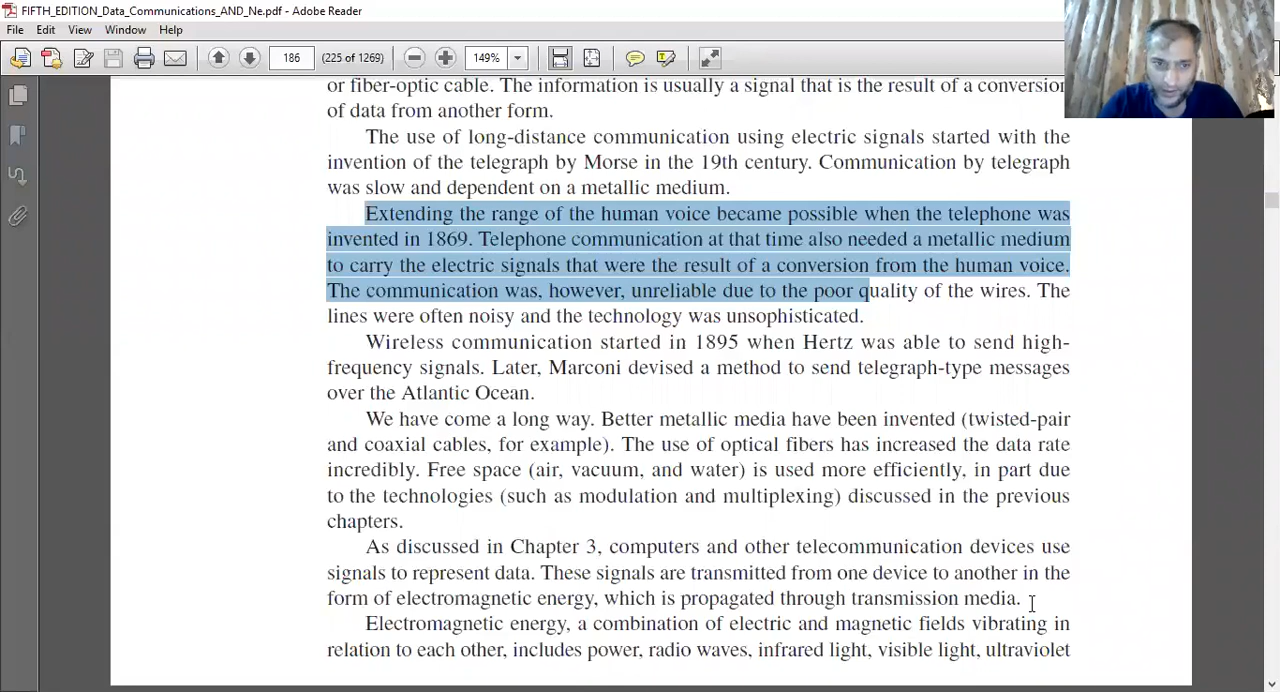 FIFTH_EDITION_Data_Communications_AND_Ne.pdf - Adobe Reader
File Edit View Window Help
186 (225 of 1269) 149%
or fiber-optic cable. The information is usually a signal that is the result of a conversion
of data from another form.
The use of long-distance communication using electric signals started with the
invention of the telegraph by Morse in the 19th century. Communication by telegraph
was slow and dependent on a metallic medium.
Extending the range of the human voice became possible when the telephone was
invented in 1869. Telephone communication at that time also needed a metallic medium
to carry the electric signals that were the result of a conversion from the human voice.
The communication was, however, unreliable due to the poor quality of the wires. The
lines were often noisy and the technology was unsophisticated.
Wireless communication started in 1895 when Hertz was able to send high-
frequency signals. Later, Marconi devised a method to send telegraph-type messages
over the Atlantic Ocean.
We have come a long way. Better metallic media have been invented (twisted-pair
and coaxial cables, for example). The use of optical fibers has increased the data rate
incredibly. Free space (air, vacuum, and water) is used more efficiently, in part due
to the technologies (such as modulation and multiplexing) discussed in the previous
chapters.
As discussed in Chapter 3, computers and other telecommunication devices use
signals to represent data. These signals are transmitted from one device to another in the
form of electromagnetic energy, which is propagated through transmission media.
Electromagnetic energy, a combination of electric and magnetic fields vibrating in
relation to each other, includes power, radio waves, infrared light, visible light, ultraviolet